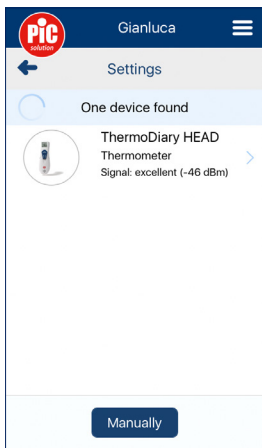 PiC
solution
Gianluca
Settings
One device found
ThermoDiary HEAD
Thermometer
Signal: excellent (-46 dBm)
Manually